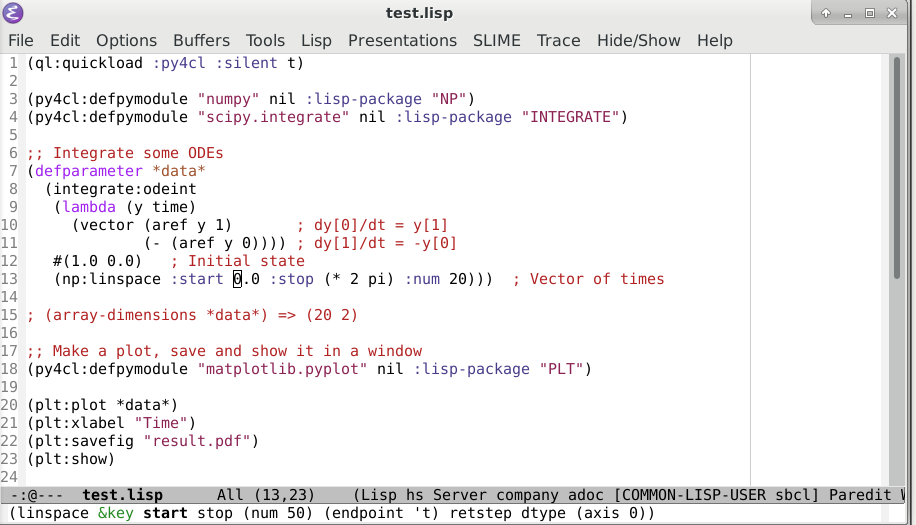 test.lisp
File Edit Options Buffers Tools Lisp Presentations SLIME Trace Hide/Show Help
1 (ql:quickload :py4cl :silent t)
2
3 (py4cl:defpymodule "numpy" nil :lisp-package "NP")
4 (py4cl:defpymodule "scipy.integrate" nil :lisp-package "INTEGRATE")
5
6 ;; Integrate some ODEs
7 (defparameter *data*
8   (integrate:odeint
9    (lambda (y time)
10      (vector (aref y 1)       ; dy[0]/dt = y[1]
11              (- (aref y 0)))) ; dy[1]/dt = -y[0]
12    #(1.0 0.0)   ; Initial state
13    (np:linspace :start 0.0 :stop (* 2 pi) :num 20)))  ; Vector of times
14
15 ; (array-dimensions *data*) => (20 2)
16
17 ;; Make a plot, save and show it in a window
18 (py4cl:defpymodule "matplotlib.pyplot" nil :lisp-package "PLT")
19
20 (plt:plot *data*)
21 (plt:xlabel "Time")
22 (plt:savefig "result.pdf")
23 (plt:show)
24
-:@---  test.lisp      All (13,23)    (Lisp hs Server company adoc [COMMON-LISP-USER sbcl] Paredit W
(linspace &key start stop (num 50) (endpoint 't) retstep dtype (axis 0))